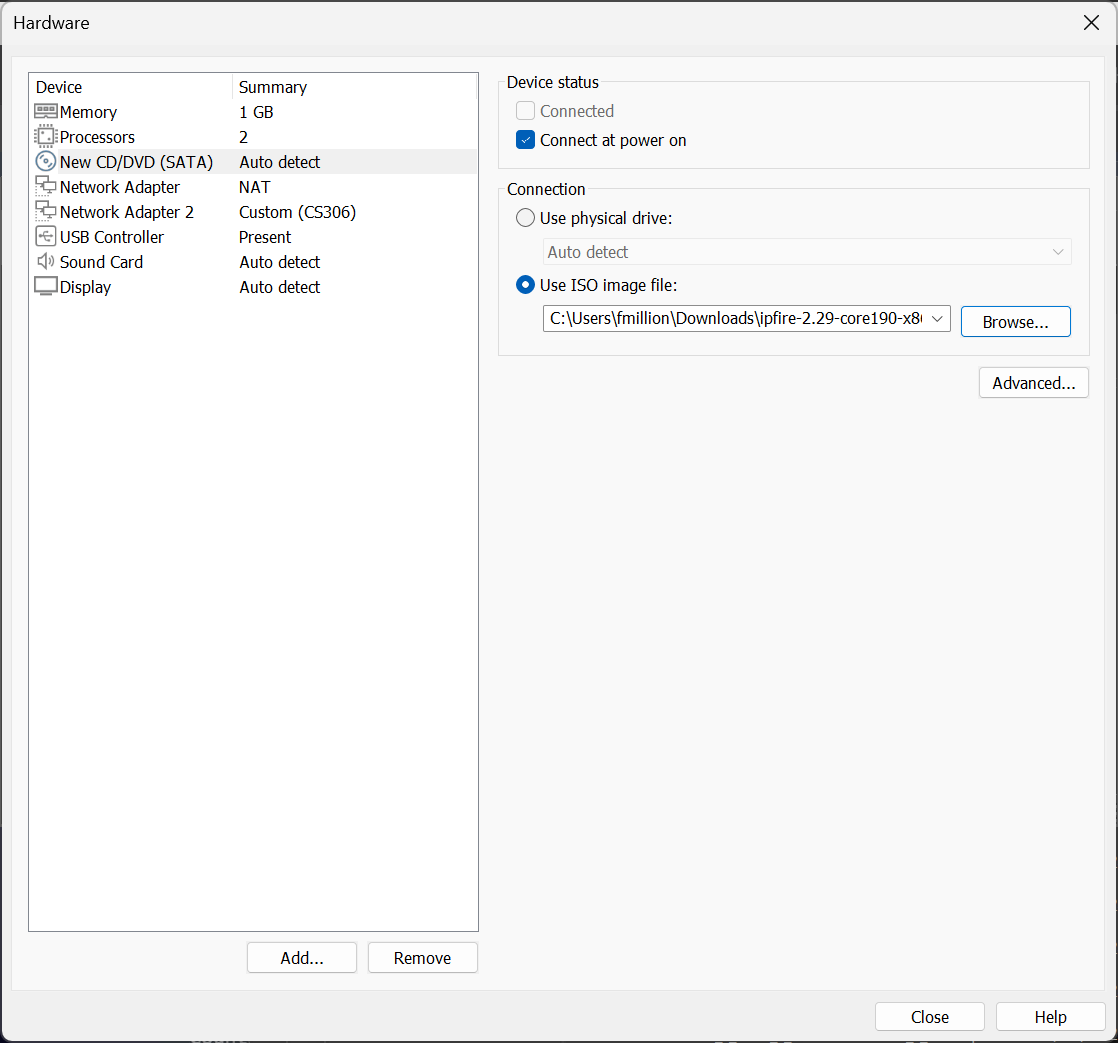 Hardware
Device Summary
Memory 1 GB
Processors 2
New CD/DVD (SATA) Auto detect
Network Adapter NAT
Network Adapter 2 Custom (CS306)
USB Controller Present
Sound Card Auto detect
Display Auto detect
Add... Remove
Device status
Connected
Connect at power on
Connection
Use physical drive:
Auto detect
Use ISO image file:
C:\Users\fmillion\Downloads\ipfire-2.29-core190-x8
Browse...
Advanced...
Close Help